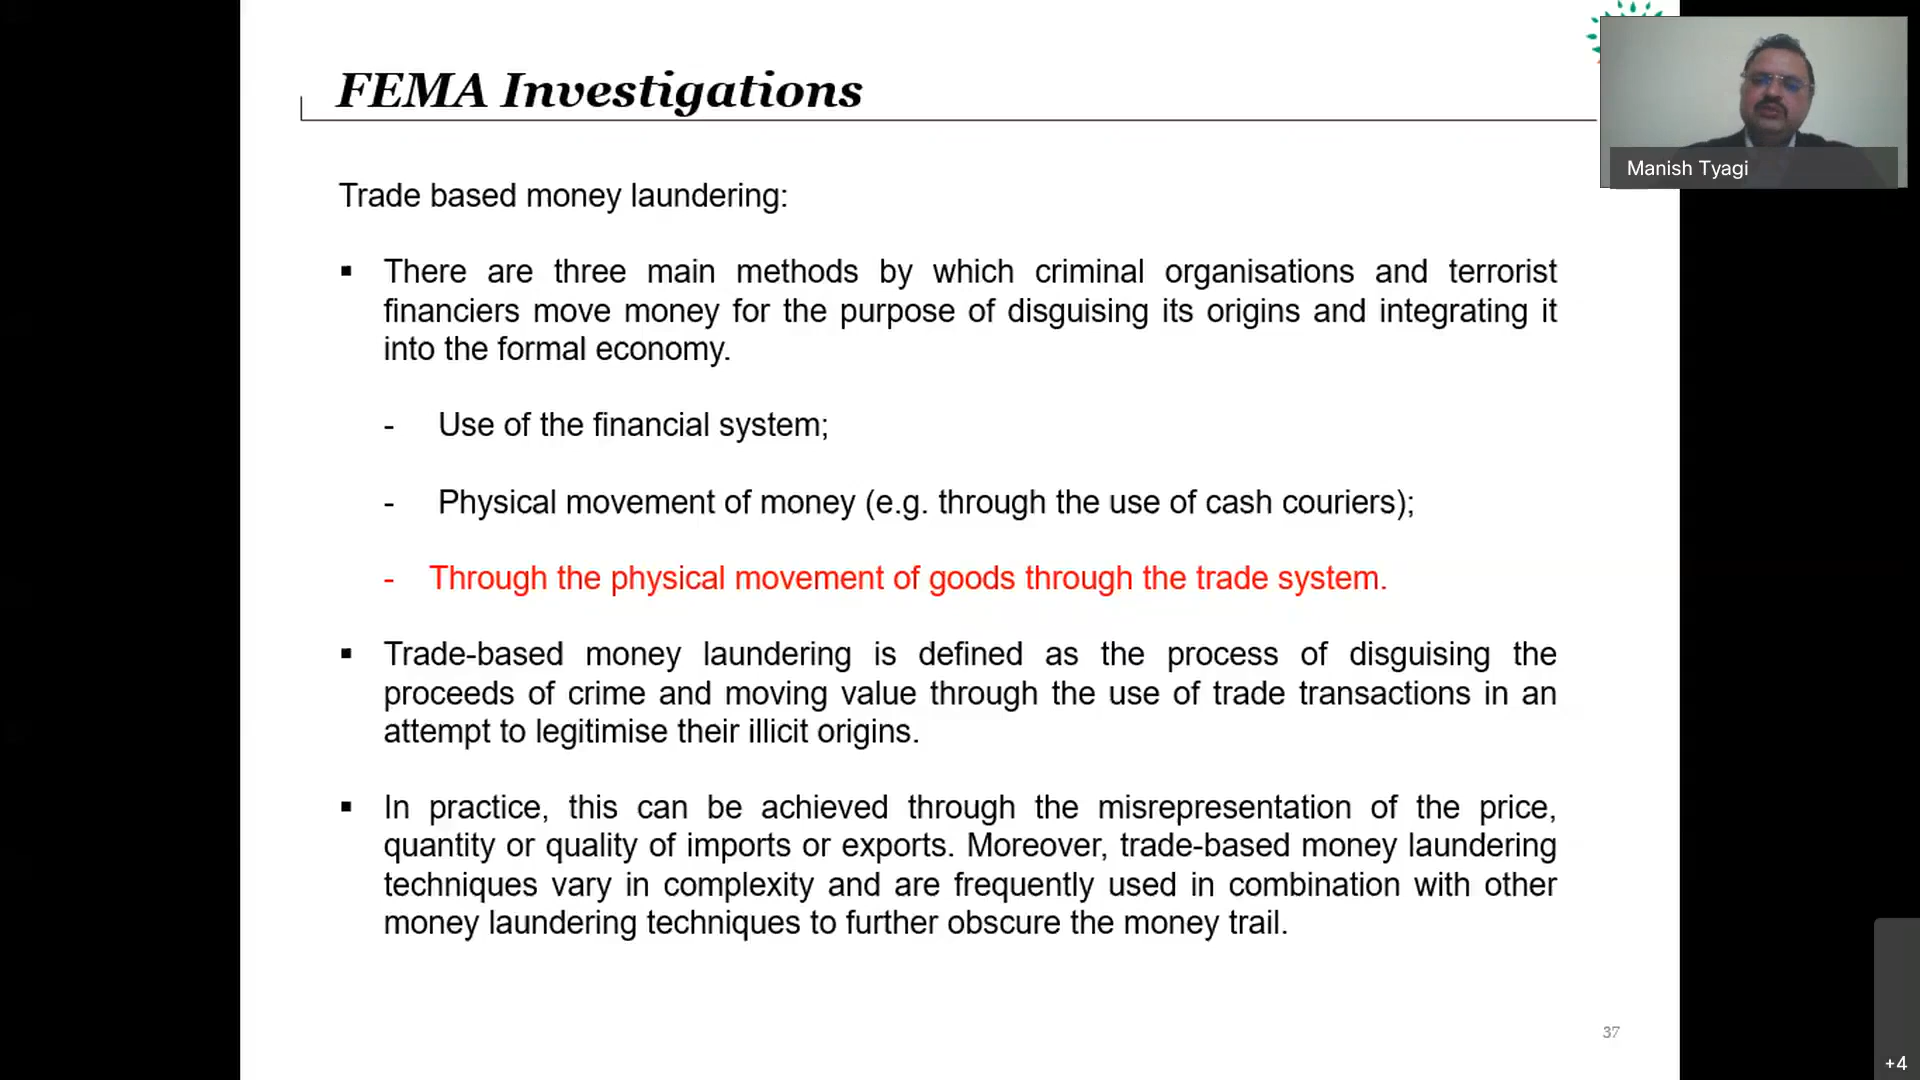 FEMA Investigations
Manish Tyagi
Trade based money laundering:
▪ There are three main methods by which criminal organisations and terrorist
financiers move money for the purpose of disguising its origins and integrating it
into the formal economy.
- Use of the financial system;
- Physical movement of money (e.g. through the use of cash couriers);
- Through the physical movement of goods through the trade system.
▪ Trade-based money laundering is defined as the process of disguising the
proceeds of crime and moving value through the use of trade transactions in an
attempt to legitimise their illicit origins.
▪ In practice, this can be achieved through the misrepresentation of the price,
quantity or quality of imports or exports. Moreover, trade-based money laundering
techniques vary in complexity and are frequently used in combination with other
money laundering techniques to further obscure the money trail.
37
+4